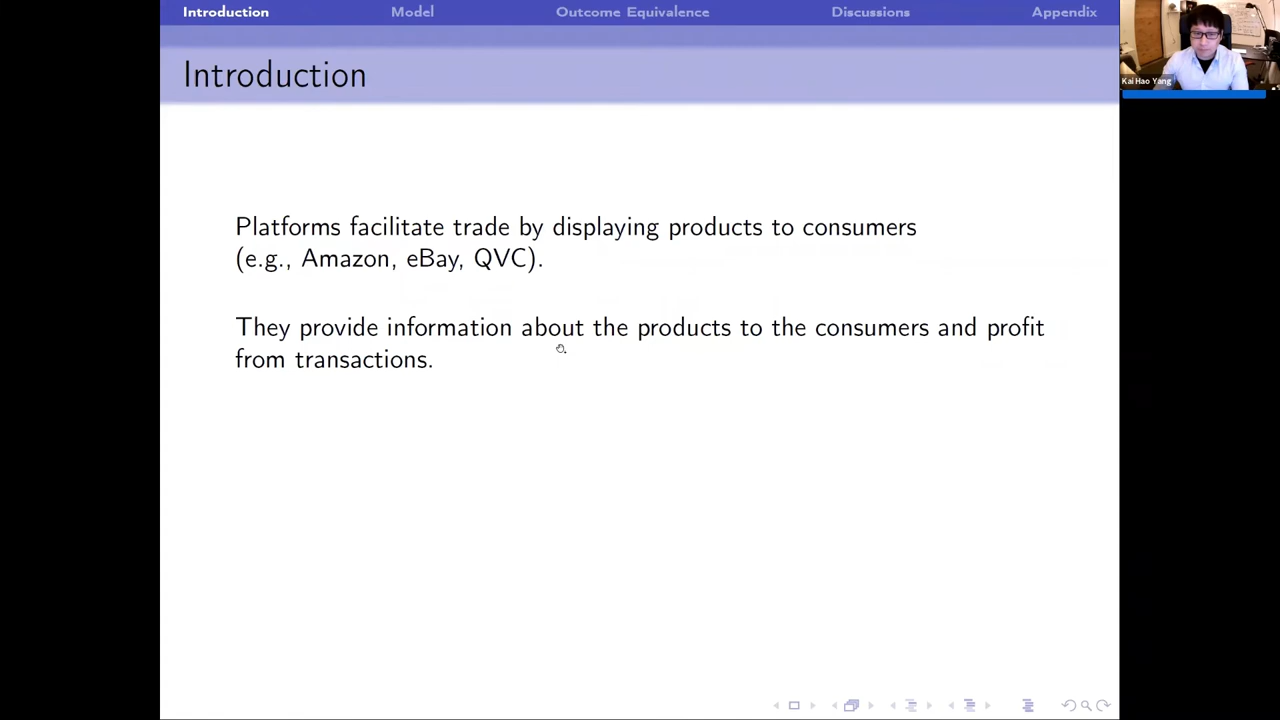 Introduction Model Outcome Equivalence Discussions Appendix
Introduction
Platforms facilitate trade by displaying products to consumers
(e.g., Amazon, eBay, QVC).
They provide information about the products to the consumers and profit
from transactions.
Kai Hao Yang